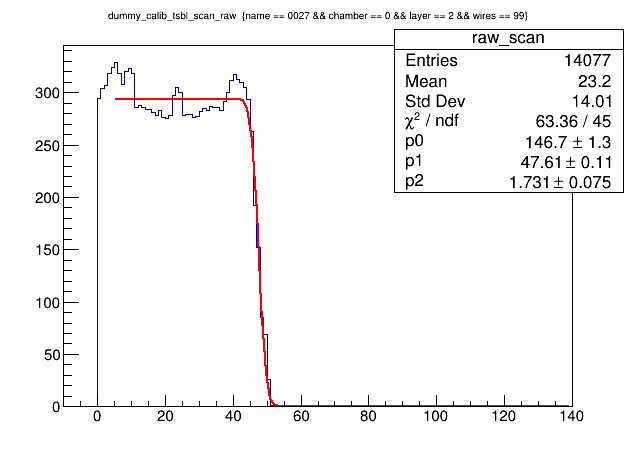 dummy_calib_tsbl_scan_raw {name == 0027 && chamber == 0 && layer == 2 && wires == 99}
raw_scan
Entries 14077
Mean 23.2
Std Dev 14.01
χ² / ndf 63.36 / 45
p0 146.7 ± 1.3
p1 47.61 ± 0.11
p2 1.731 ± 0.075
300
250
200
150
100
50
0
0 20 40 60 80 100 120 140